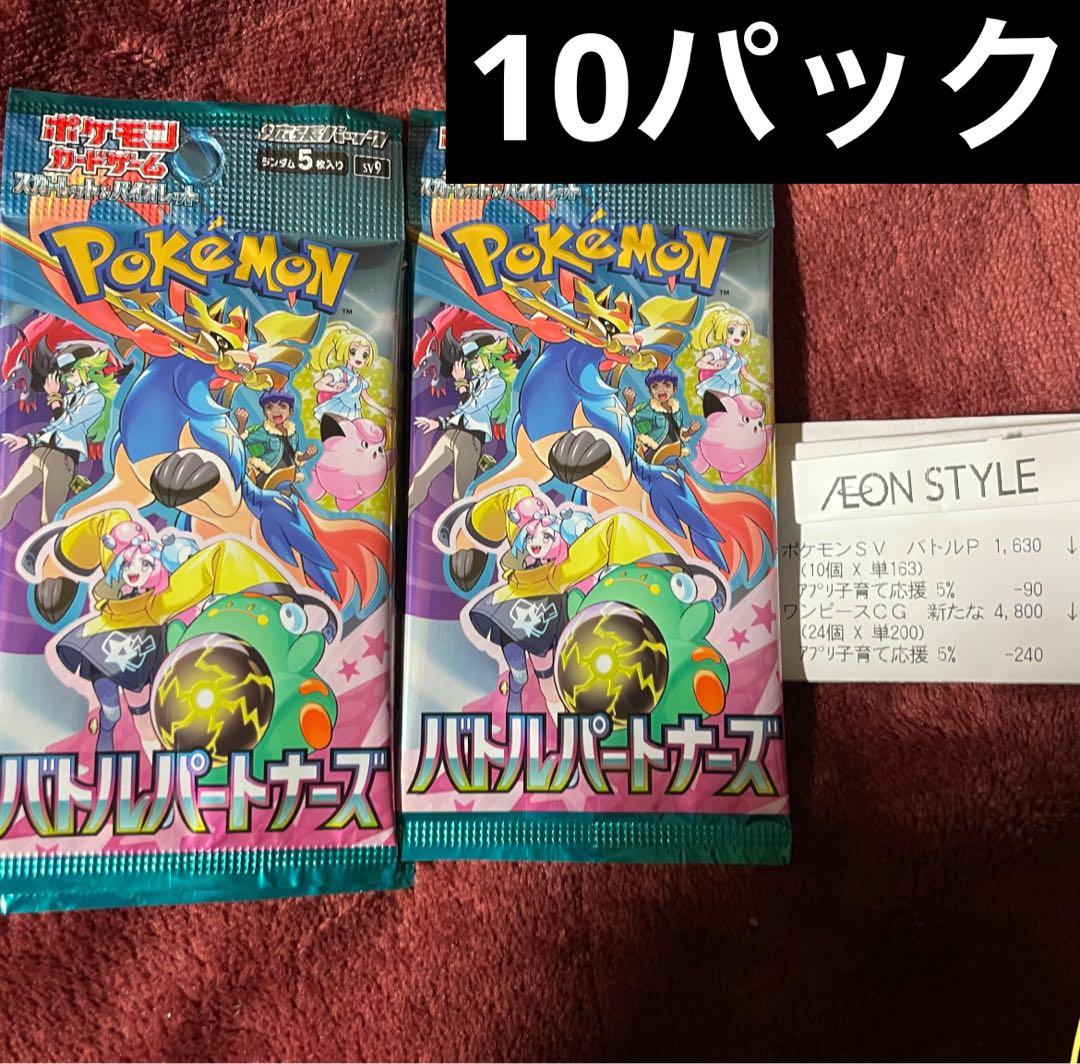 10パック
ポケモン
カードゲーム
スカーレット&バイオレット
拡張パック
ランダム5枚入り
sv9
POKéMON
™
バトルパートナーズ
スカーレット&バイオレット
POKéMON
™
バトルパートナーズ
ÆON STYLE
ポケモンSV バトルP 1,630 ↓
(10個 X 単163)
アプリ子育て応援 5% -90
ワンピースCG 新たな 4,800 ↓
(24個 X 単200)
アプリ子育て応援 5% -240